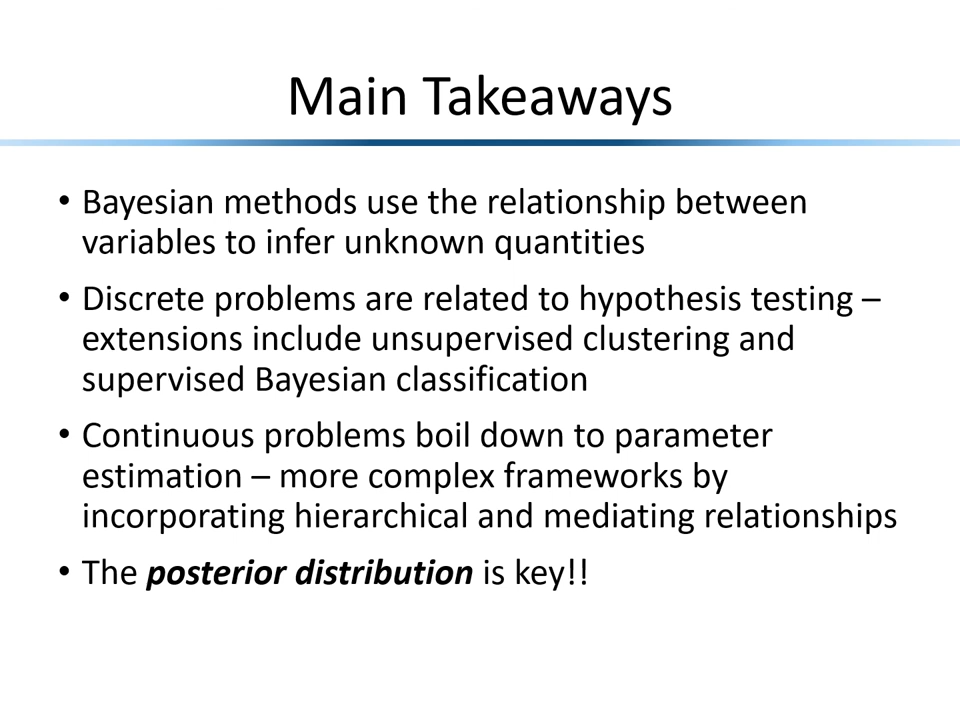 Main Takeaways
• Bayesian methods use the relationship between
variables to infer unknown quantities
• Discrete problems are related to hypothesis testing –
extensions include unsupervised clustering and
supervised Bayesian classification
• Continuous problems boil down to parameter
estimation – more complex frameworks by
incorporating hierarchical and mediating relationships
• The posterior distribution is key!!